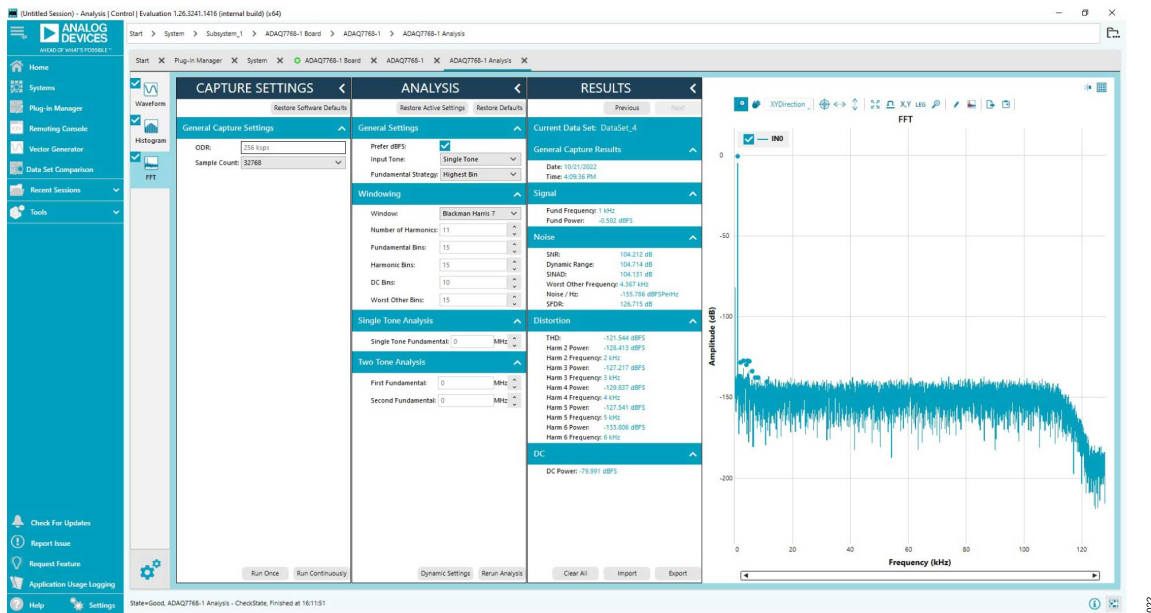 (Untitled Session) - Analysis | Control | Evaluation 1.26.3241.1416 (internal build) (x64)
ANALOG
DEVICES
AHEAD OF WHAT'S POSSIBLE™
Start > System > Subsystem_1 > ADAQ7768-1 Board > ADAQ7768-1 > ADAQ7768-1 Analysis
Start Plug-in Manager System ADAQ7768-1 Board ADAQ7768-1 ADAQ7768-1 Analysis
Home
Systems
Plug-in Manager
Remoting Console
Vector Generator
Data Set Comparison
Recent Sessions
Tools
Check For Updates
Report Issue
Request Feature
Application Usage Logging
Help Settings
Waveform
Histogram
FFT
CAPTURE SETTINGS
Restore Software Defaults
General Capture Settings
ODR: 256 ksps
Sample Count: 32768
Run Once Run Continuously
ANALYSIS
Restore Active Settings Restore Defaults
General Settings
Prefer dBFS:
Input Tone: Single Tone
Fundamental Strategy: Highest Bin
Windowing
Window: Blackman Harris 7
Number of Harmonics: 11
Fundamental Bins: 15
Harmonic Bins: 15
DC Bins: 10
Worst Other Bins: 15
Single Tone Analysis
Single Tone Fundamental: 0 MHz
Two Tone Analysis
First Fundamental: 0 MHz
Second Fundamental: 0 MHz
Dynamic Settings Rerun Analysis
RESULTS
Previous Next
Current Data Set: DataSet_4
General Capture Results
Date: 10/21/2022
Time: 4:09:36 PM
Signal
Fund Frequency: 1 kHz
Fund Power: -0.502 dBFS
Noise
SNR: 104.212 dB
Dynamic Range: 104.714 dB
SINAD: 104.131 dB
Worst Other Frequency: 4.367 kHz
Noise / Hz: -155.786 dBFSPerHz
SFDR: 126.715 dB
Distortion
THD: -121.544 dBFS
Harm 2 Power: -128.413 dBFS
Harm 2 Frequency: 2 kHz
Harm 3 Power: -127.217 dBFS
Harm 3 Frequency: 3 kHz
Harm 4 Power: -129.837 dBFS
Harm 4 Frequency: 4 kHz
Harm 5 Power: -127.541 dBFS
Harm 5 Frequency: 5 kHz
Harm 6 Power: -133.806 dBFS
Harm 6 Frequency: 6 kHz
DC
DC Power: -79.991 dBFS
Clear All Import Export
XYDirection X,Y LEG
FFT
IN0
0
-50
-100
-150
-200
Amplitude (dB)
0 20 40 60 80 100 120
Frequency (kHz)
State=Good, ADAQ7768-1 Analysis - CheckState, Finished at 16:11:51
022